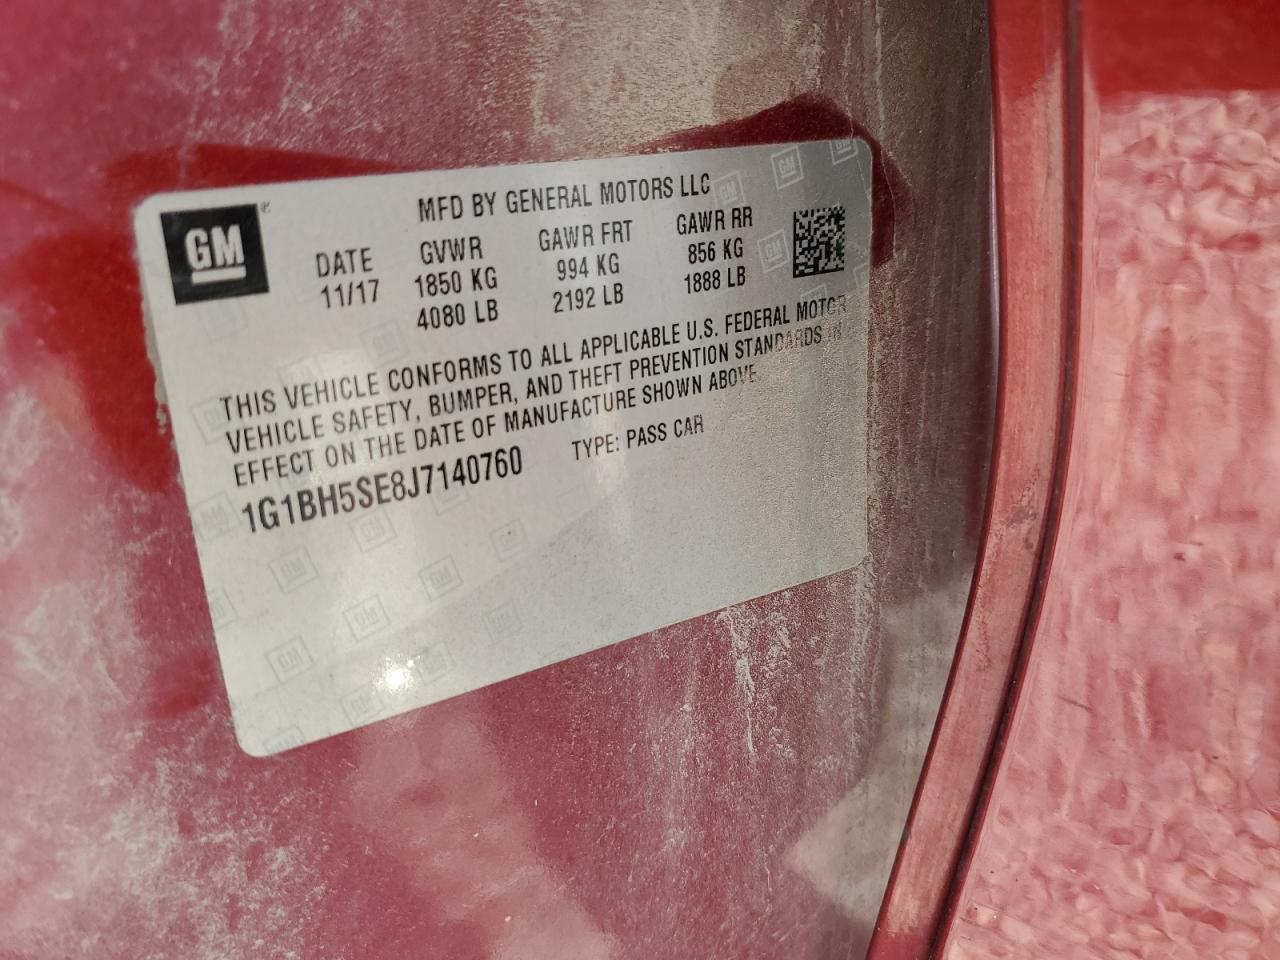 GM
MFD BY GENERAL MOTORS LLC
DATE GVWR GAWR FRT GAWR RR
11/17 1850 KG 994 KG 856 KG
4080 LB 2192 LB 1888 LB
THIS VEHICLE CONFORMS TO ALL APPLICABLE U.S. FEDERAL MOTOR
VEHICLE SAFETY, BUMPER, AND THEFT PREVENTION STANDARDS IN
EFFECT ON THE DATE OF MANUFACTURE SHOWN ABOVE.
1G1BH5SE8J7140760 TYPE: PASS CAR